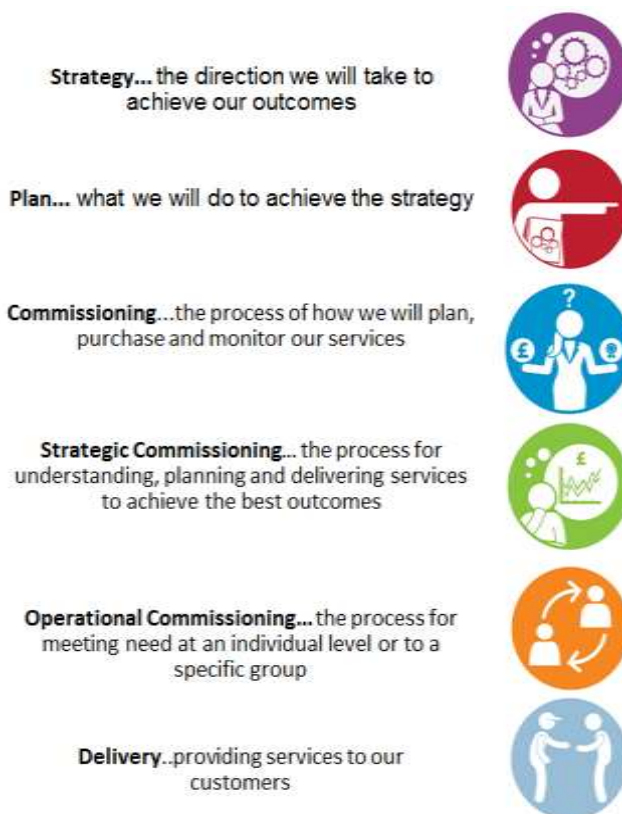 Strategy... the direction we will take to
achieve our outcomes
Plan... what we will do to achieve the strategy
Commissioning...the process of how we will plan,
purchase and monitor our services
?
£
Strategic Commissioning... the process for
understanding, planning and delivering services
to achieve the best outcomes
£
Operational Commissioning... the process for
meeting need at an individual level or to a
specific group
Delivery..providing services to our
customers